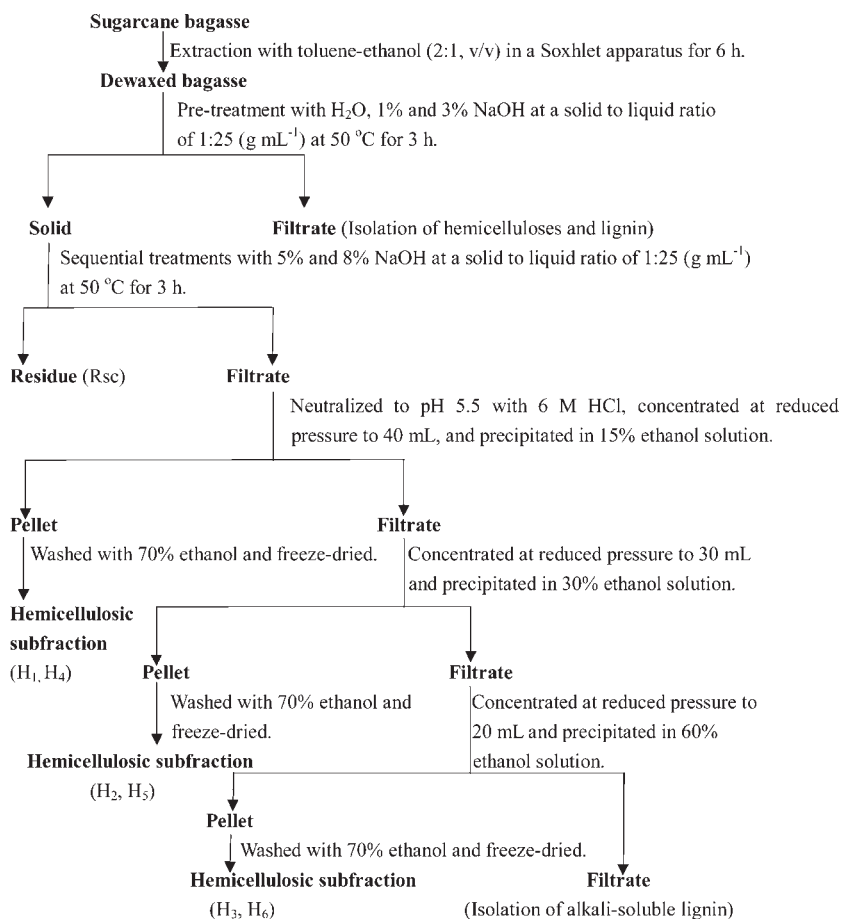 Sugarcane bagasse
Extraction with toluene-ethanol (2:1, v/v) in a Soxhlet apparatus for 6 h.
Dewaxed bagasse
Pre-treatment with H₂O, 1% and 3% NaOH at a solid to liquid ratio
of 1:25 (g mL⁻¹) at 50 °C for 3 h.
Solid
Filtrate (Isolation of hemicelluloses and lignin)
Sequential treatments with 5% and 8% NaOH at a solid to liquid ratio of 1:25 (g mL⁻¹)
at 50 °C for 3 h.
Residue (Rsc)
Filtrate
Neutralized to pH 5.5 with 6 M HCl, concentrated at reduced
pressure to 40 mL, and precipitated in 15% ethanol solution.
Pellet
Filtrate
Washed with 70% ethanol and freeze-dried.
Concentrated at reduced pressure to 30 mL
and precipitated in 30% ethanol solution.
Hemicellulosic
subfraction
(H₁, H₄)
Pellet
Filtrate
Washed with 70% ethanol and
freeze-dried.
Concentrated at reduced pressure to
20 mL and precipitated in 60%
ethanol solution.
Hemicellulosic subfraction
(H₂, H₅)
Pellet
Washed with 70% ethanol and freeze-dried.
Hemicellulosic subfraction
(H₃, H₆)
Filtrate
(Isolation of alkali-soluble lignin)